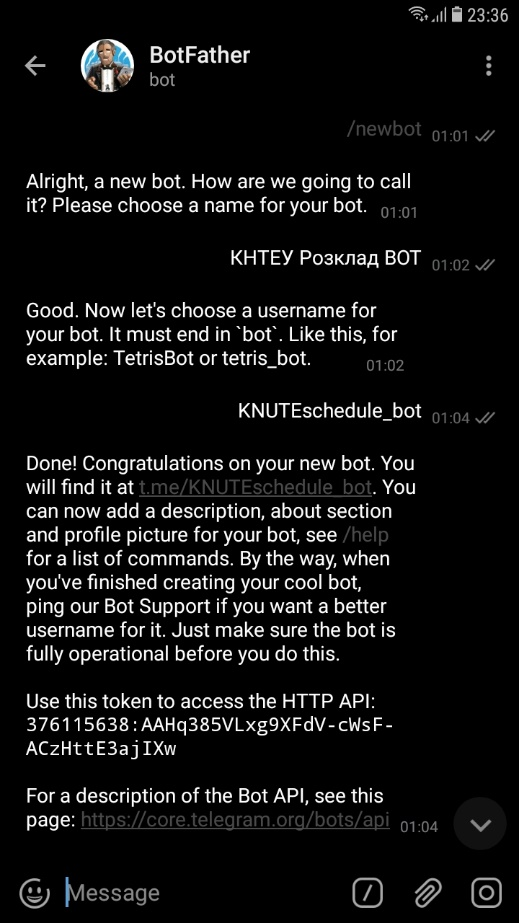 23:36
BotFather
bot
/newbot 01:01
Alright, a new bot. How are we going to call
it? Please choose a name for your bot. 01:01
КНТЕУ Розклад BOT 01:02
Good. Now let's choose a username for
your bot. It must end in `bot`. Like this, for
example: TetrisBot or tetris_bot. 01:02
KNUTEschedule_bot 01:04
Done! Congratulations on your new bot. You
will find it at t.me/KNUTEschedule_bot. You
can now add a description, about section
and profile picture for your bot, see /help
for a list of commands. By the way, when
you've finished creating your cool bot,
ping our Bot Support if you want a better
username for it. Just make sure the bot is
fully operational before you do this.
Use this token to access the HTTP API:
376115638:AAHq385VLxg9XFdV-cWsF-
ACzHttE3ajIXw
For a description of the Bot API, see this
page: https://core.telegram.org/bots/api 01:04
Message